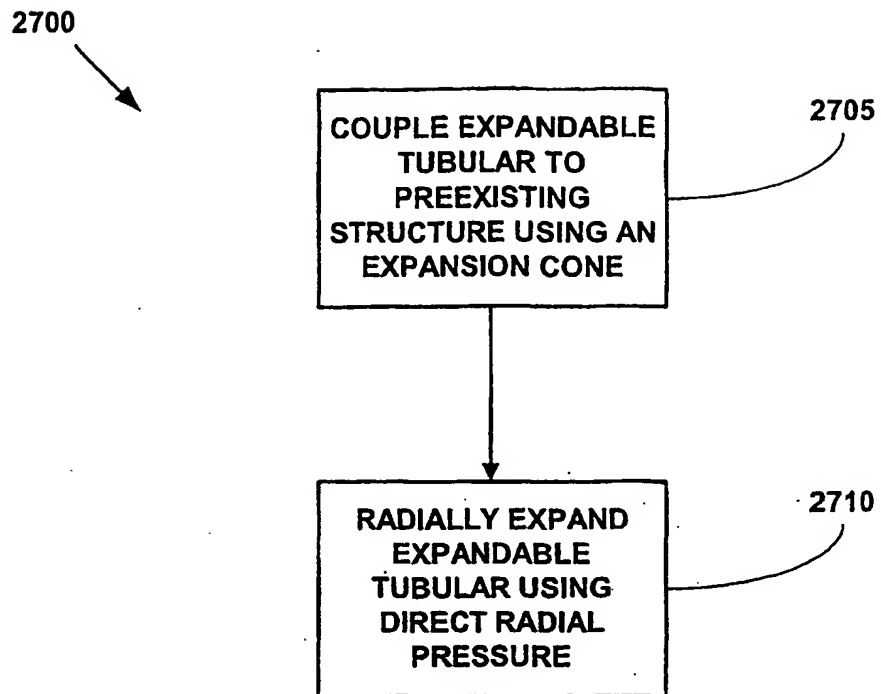 2700
COUPLE EXPANDABLE
TUBULAR TO
PREEXISTING
STRUCTURE USING AN
EXPANSION CONE
2705
RADIALLY EXPAND
EXPANDABLE
TUBULAR USING
DIRECT RADIAL
PRESSURE
2710